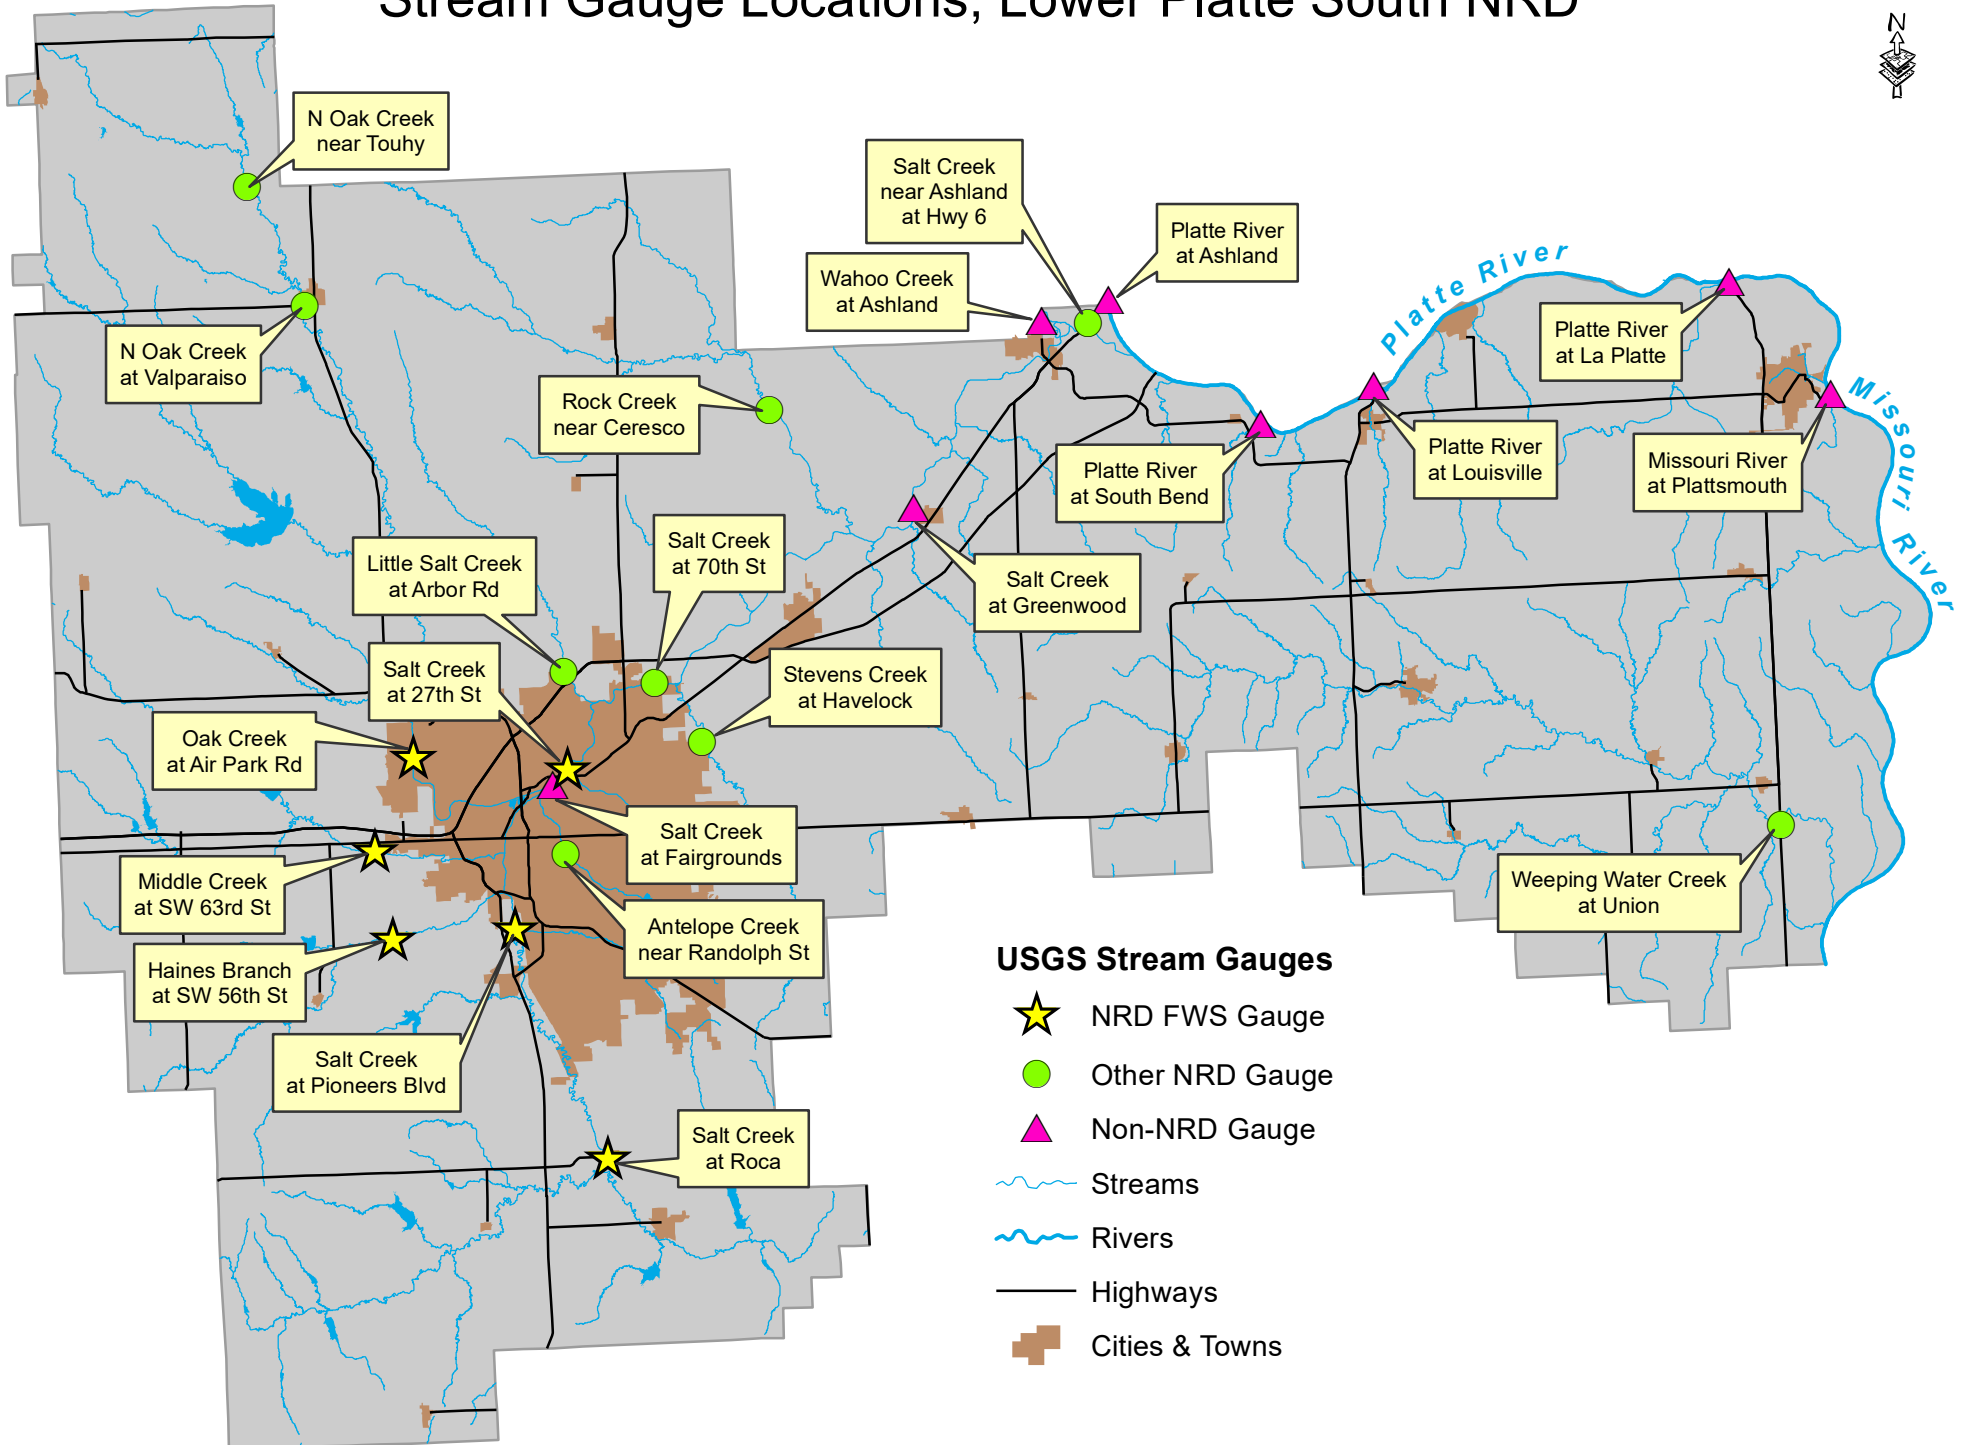 Stream Gauge Locations, Lower Platte South NRD
N
N Oak Creek
near Touhy
Salt Creek
near Ashland
at Hwy 6
Platte River
at Ashland
Wahoo Creek
at Ashland
Platte River
Platte River
at La Platte
N Oak Creek
at Valparaiso
Rock Creek
near Ceresco
Missouri River
Platte River
at South Bend
Platte River
at Louisville
Missouri River
at Plattsmouth
Little Salt Creek
at Arbor Rd
Salt Creek
at 70th St
Salt Creek
at Greenwood
Salt Creek
at 27th St
Stevens Creek
at Havelock
Oak Creek
at Air Park Rd
Salt Creek
at Fairgrounds
Middle Creek
at SW 63rd St
Weeping Water Creek
at Union
Antelope Creek
near Randolph St
Haines Branch
at SW 56th St
Salt Creek
at Pioneers Blvd
Salt Creek
at Roca
USGS Stream Gauges
NRD FWS Gauge
Other NRD Gauge
Non-NRD Gauge
Streams
Rivers
Highways
Cities & Towns